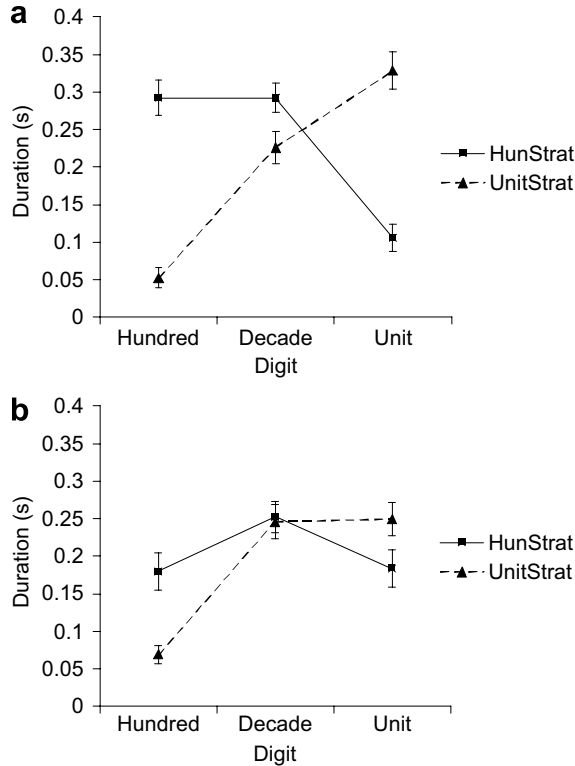 a
0.4
0.35
0.3
0.25
0.2
0.15
0.1
0.05
0
Duration (s)
Hundred Decade Unit
Digit
HunStrat
UnitStrat
b
0.4
0.35
0.3
0.25
0.2
0.15
0.1
0.05
0
Duration (s)
Hundred Decade Unit
Digit
HunStrat
UnitStrat